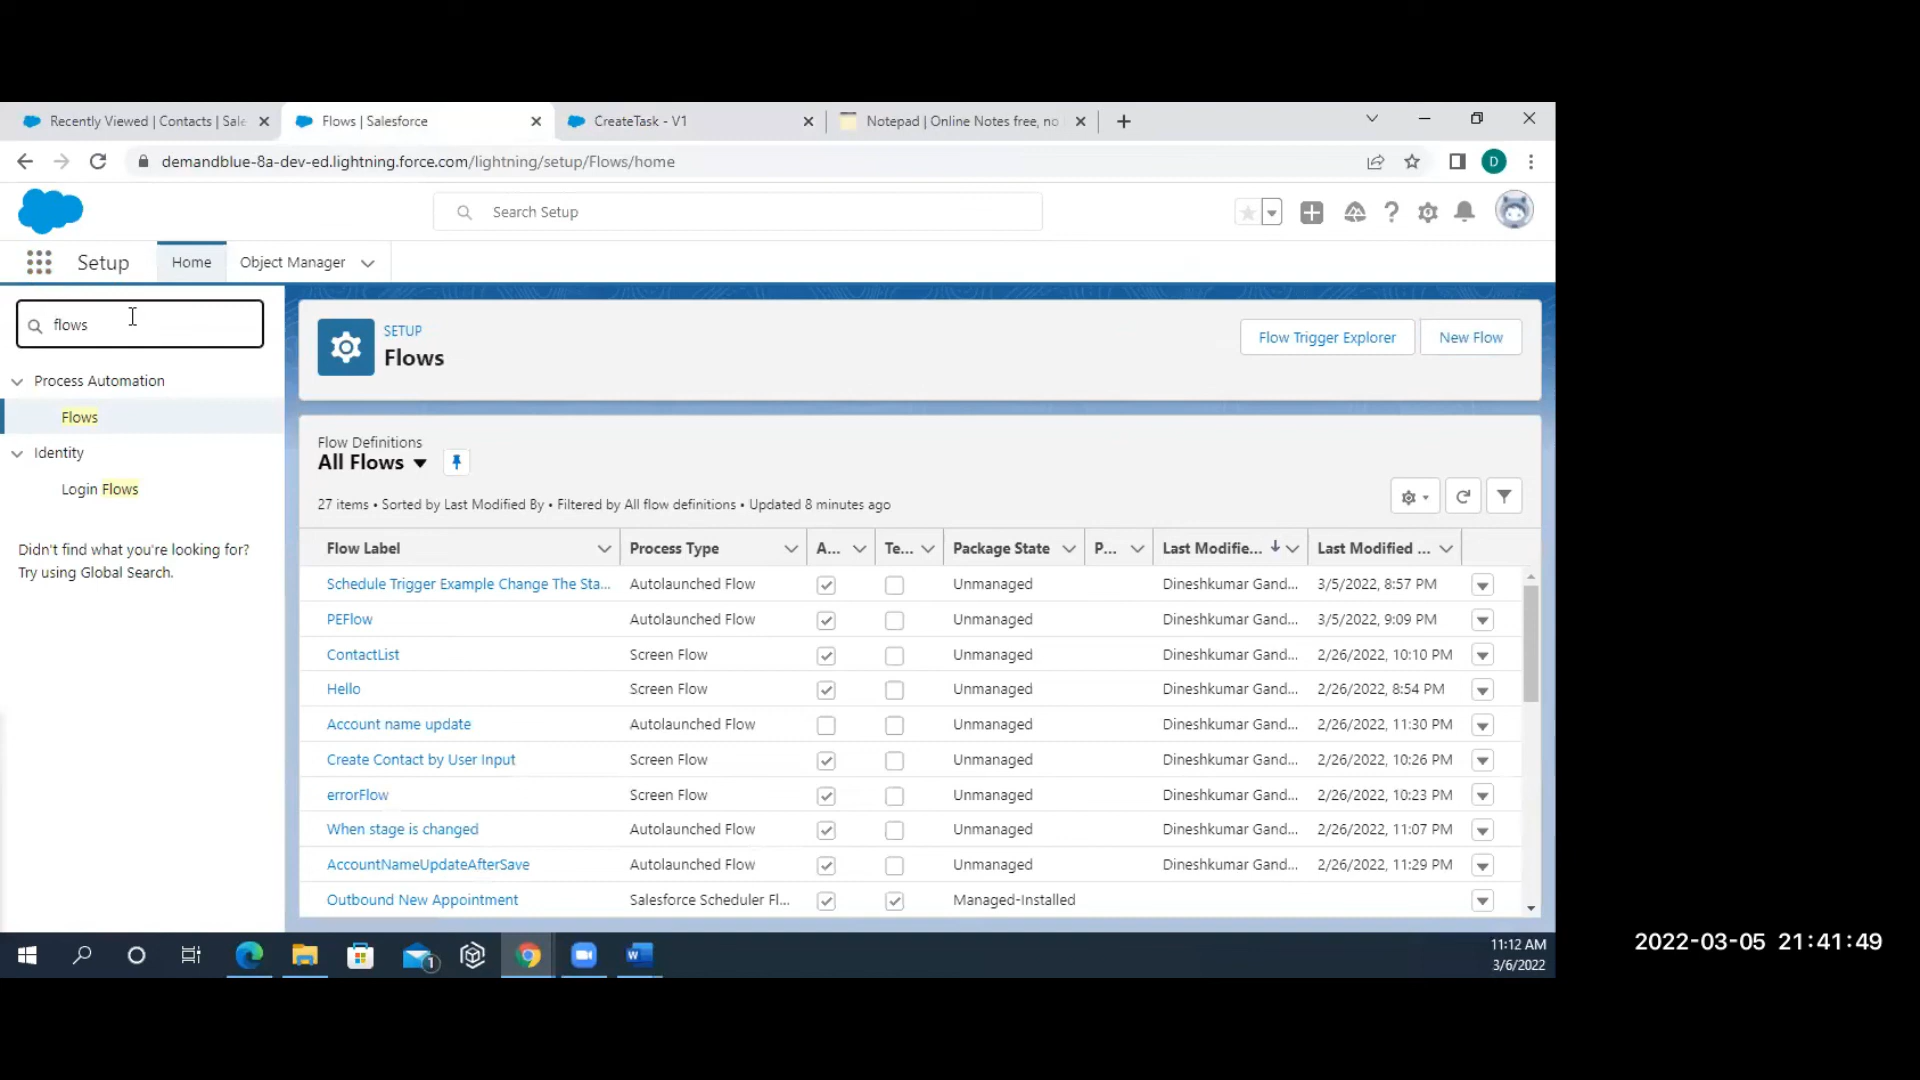 Recently Viewed | Contacts | Sale
Flows | Salesforce
CreateTask - V1
Notepad | Online Notes free, no
demandblue-8a-dev-ed.lightning.force.com/lightning/setup/Flows/home
D
Search Setup
Setup
Home
Object Manager
flows
Process Automation
Flows
Identity
Login Flows
Didn't find what you're looking for?
Try using Global Search.
SETUP
Flows
Flow Trigger Explorer
New Flow
Flow Definitions
All Flows
27 items • Sorted by Last Modified By • Filtered by All flow definitions • Updated 8 minutes ago
Flow Label Process Type A... Te... Package State P... Last Modifie... Last Modified ...
Schedule Trigger Example Change The Sta... Autolaunched Flow Unmanaged Dineshkumar Gand... 3/5/2022, 8:57 PM
PEFlow Autolaunched Flow Unmanaged Dineshkumar Gand... 3/5/2022, 9:09 PM
ContactList Screen Flow Unmanaged Dineshkumar Gand... 2/26/2022, 10:10 PM
Hello Screen Flow Unmanaged Dineshkumar Gand... 2/26/2022, 8:54 PM
Account name update Autolaunched Flow Unmanaged Dineshkumar Gand... 2/26/2022, 11:30 PM
Create Contact by User Input Screen Flow Unmanaged Dineshkumar Gand... 2/26/2022, 10:26 PM
errorFlow Screen Flow Unmanaged Dineshkumar Gand... 2/26/2022, 10:23 PM
When stage is changed Autolaunched Flow Unmanaged Dineshkumar Gand... 2/26/2022, 11:07 PM
AccountNameUpdateAfterSave Autolaunched Flow Unmanaged Dineshkumar Gand... 2/26/2022, 11:29 PM
Outbound New Appointment Salesforce Scheduler Fl... Managed-Installed
1
W
11:12 AM
3/6/2022
2022-03-05 21:41:49